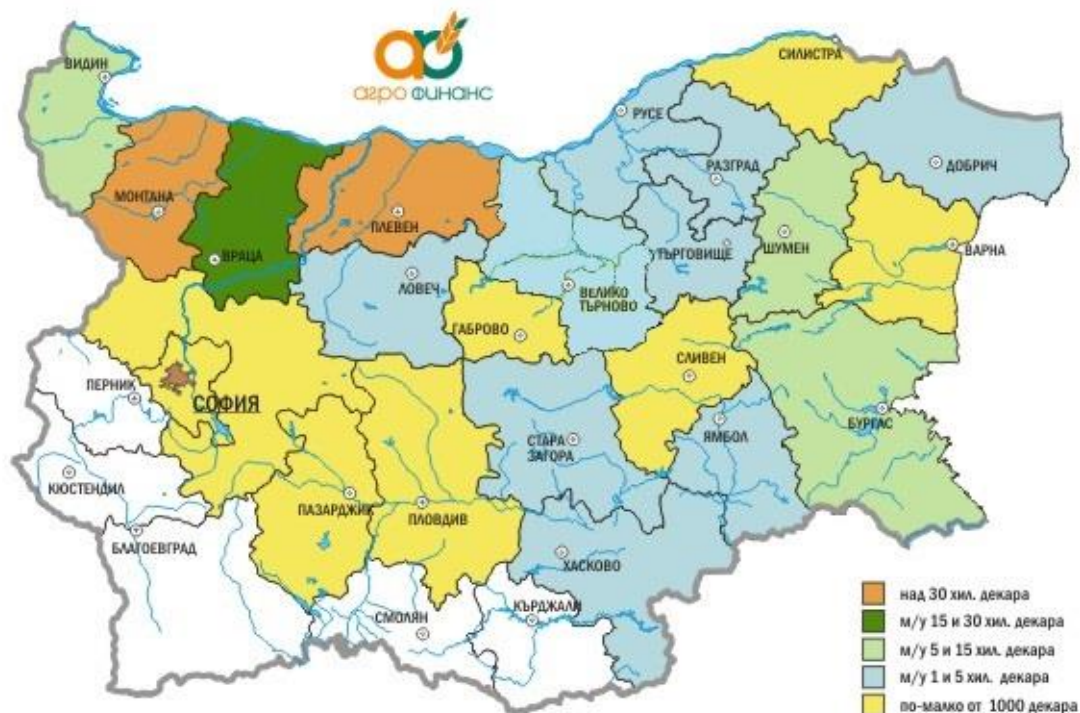 агро финанс
ВИДИН
СИЛИСТРА
РУСЕ
ДОБРИЧ
РАЗГРАД
МОНТАНА
ПЛЕВЕН
ВРАЦА
ШУМЕН
ТЪРГОВИЩЕ
ВАРНА
ЛОВЕЧ
ВЕЛИКО
ТЪРНОВО
ГАБРОВО
СЛИВЕН
ПЕРНИК
СОФИЯ
БУРГАС
ЯМБОЛ
СТАРА
ЗАГОРА
КЮСТЕНДИЛ
ПАЗАРДЖИК
ПЛОВДИВ
БЛАГОЕВГРАД
ХАСКОВО
СМОЛЯН
КЪРДЖАЛИ
над 30 хил. декара
м/у 15 и 30 хил. декара
м/у 5 и 15 хил. декара
м/у 1 и 5 хил. декара
по-малко от 1000 декара